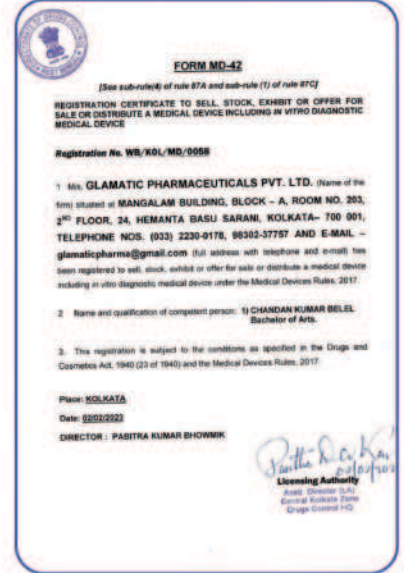 FORM MD-42
[See sub-rule(4) of rule 87A and sub-rule (1) of rule 87C]
REGISTRATION CERTIFICATE TO SELL, STOCK, EXHIBIT OR OFFER FOR
SALE OR DISTRIBUTE A MEDICAL DEVICE INCLUDING IN VITRO DIAGNOSTIC
MEDICAL DEVICE
Registration No. WB/KOL/MD/0058
1 M/s. GLAMATIC PHARMACEUTICALS PVT. LTD. (Name of the
firm) situated at MANGALAM BUILDING, BLOCK – A, ROOM NO. 203,
2ND FLOOR, 24, HEMANTA BASU SARANI, KOLKATA– 700 001,
TELEPHONE NOS. (033) 2230-0178, 98302-37757 AND E-MAIL –
glamaticpharma@gmail.com (full address with telephone and e-mail) has
been registered to sell, stock, exhibit or offer for sale or distribute a medical device
including in vitro diagnostic medical device under the Medical Devices Rules, 2017.
2 Name and qualification of competent person: 1) CHANDAN KUMAR BELEL
Bachelor of Arts.
3. This registration is subject to the conditions as specified in the Drugs and
Cosmetics Act, 1940 (23 of 1940) and the Medical Devices Rules, 2017
Place: KOLKATA
Date: 02/02/2023
DIRECTOR : PABITRA KUMAR BHOWMIK
Licensing Authority
Asst. Director (LA)
Central Kolkata Zone
Drugs Control HQ